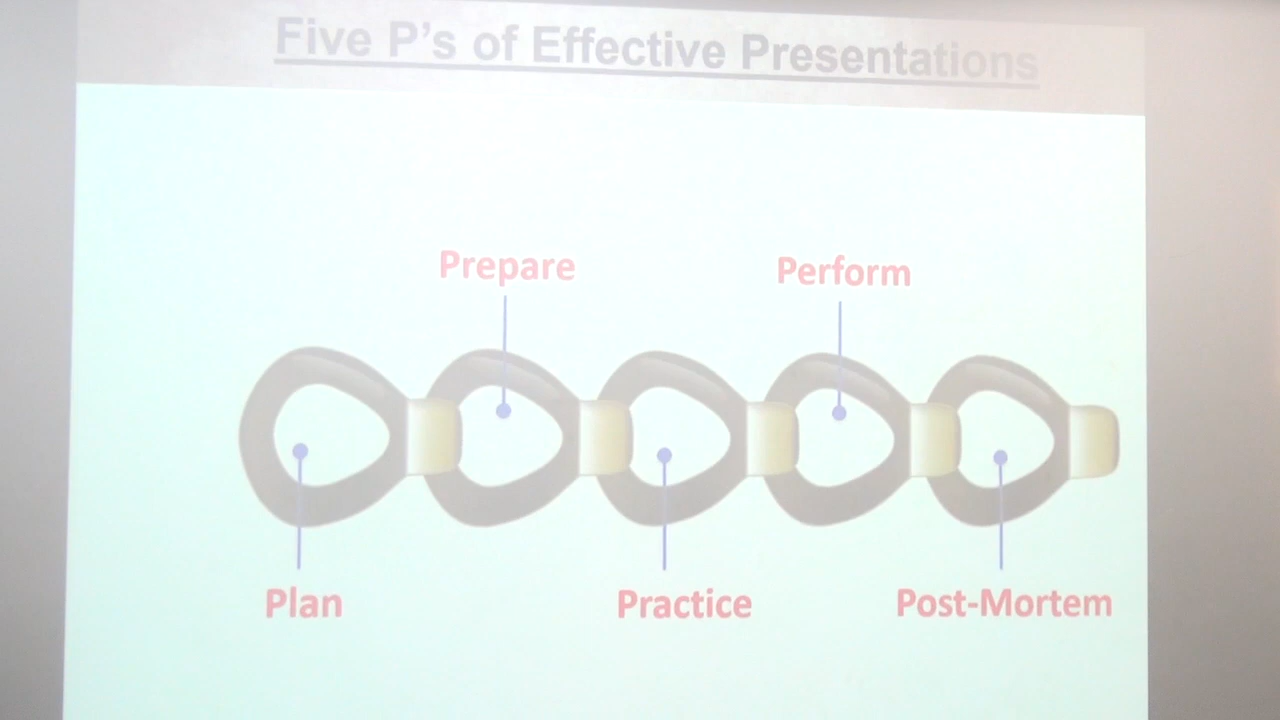 Five P's of Effective Presentations
Prepare
Perform
Plan
Practice
Post-Mortem